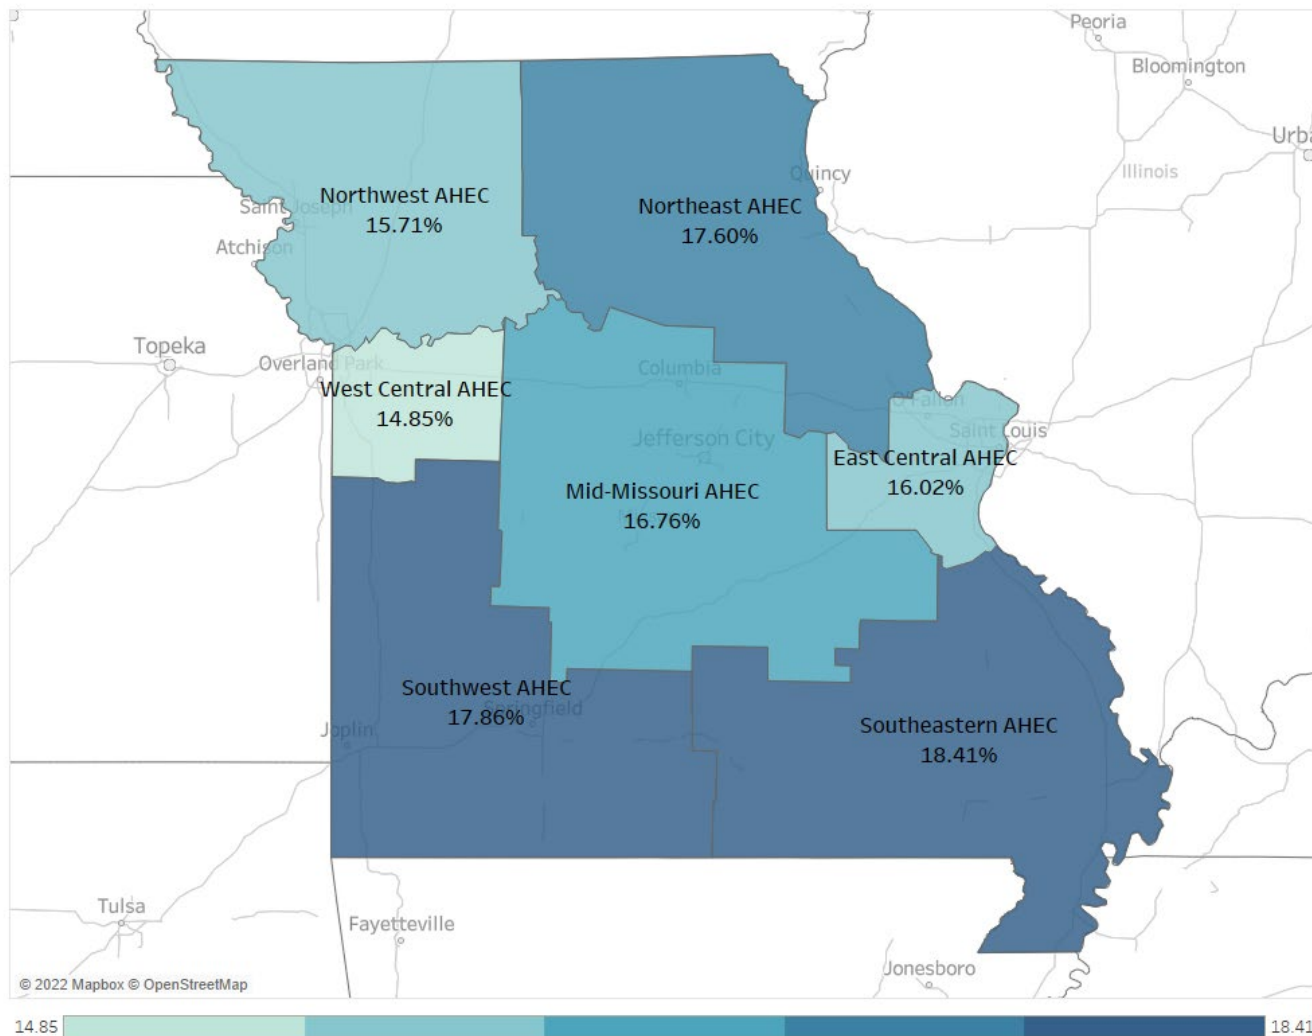 Peoria
Bloomington
Urba
Illinois
Quincy
Northwest AHEC
15.71%
Saint Joseph
Atchison
Northeast AHEC
17.60%
Topeka
Overland Park
West Central AHEC
14.85%
Columbia
Jefferson City
O'Fallon
Saint Louis
East Central AHEC
16.02%
Mid-Missouri AHEC
16.76%
Southwest AHEC
17.86%
Springfield
Joplin
Southeastern AHEC
18.41%
Tulsa
Fayetteville
Jonesboro
© 2022 Mapbox © OpenStreetMap
14.85
18.41